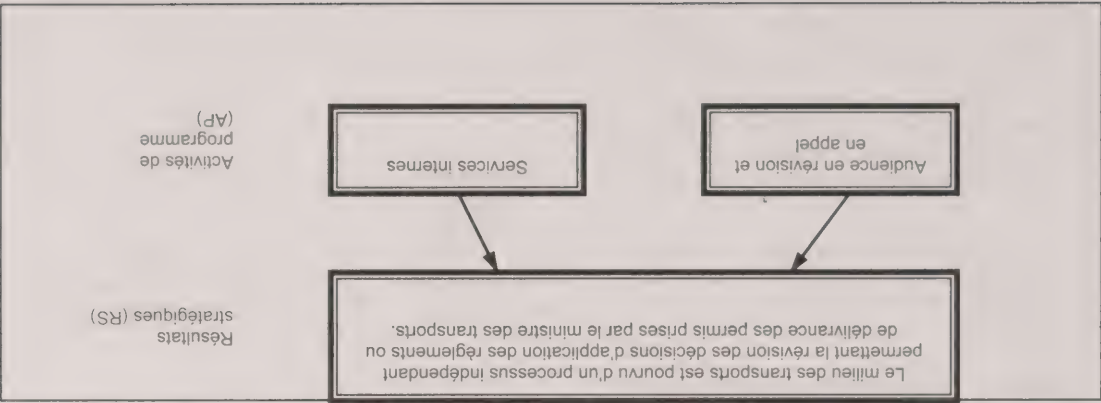 Le milieu des transports est pourvu d'un processus indépendant
permettant la révision des décisions d'application des règlements ou
de délivrance des permis prises par le ministre des transports.
Résultats
stratégiques (RS)
Audience en révision et
en appel
Services internes
Activités de
programme
(AP)